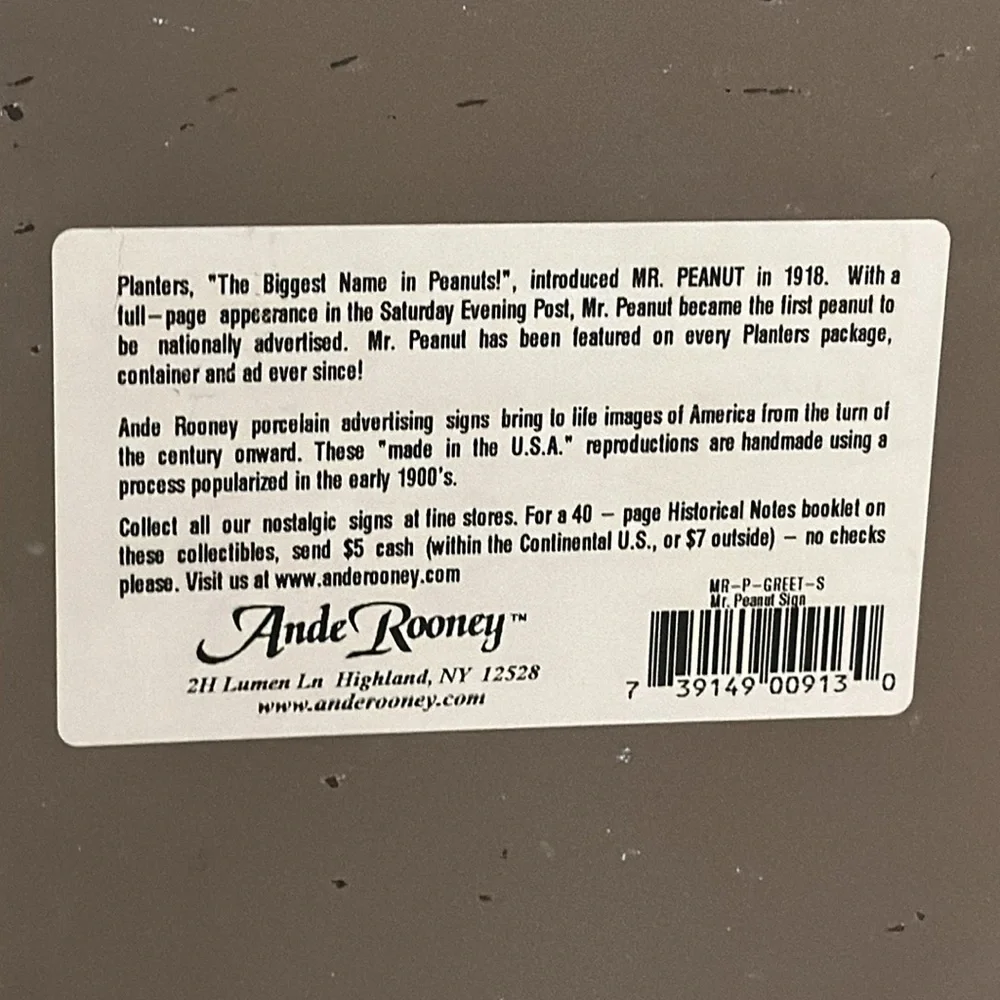 Planters, "The Biggest Name in Peanuts!", introduced MR. PEANUT in 1918. With a
full-page appearance in the Saturday Evening Post, Mr. Peanut became the first peanut to
be nationally advertised. Mr. Peanut has been featured on every Planters package,
container and ad ever since!
Ande Rooney porcelain advertising signs bring to life images of America from the turn of
the century onward. These "made in the U.S.A." reproductions are handmade using a
process popularized in the early 1900's.
Collect all our nostalgic signs at fine stores. For a 40 - page Historical Notes booklet on
these collectibles, send $5 cash (within the Continental U.S., or $7 outside) - no checks
please. Visit us at www.anderooney.com
Ande Rooney™
2H Lumen Ln Highland, NY 12528
www.anderooney.com
MR-P-GREET-S
Mr. Peanut Sign
7 39149 00913 0